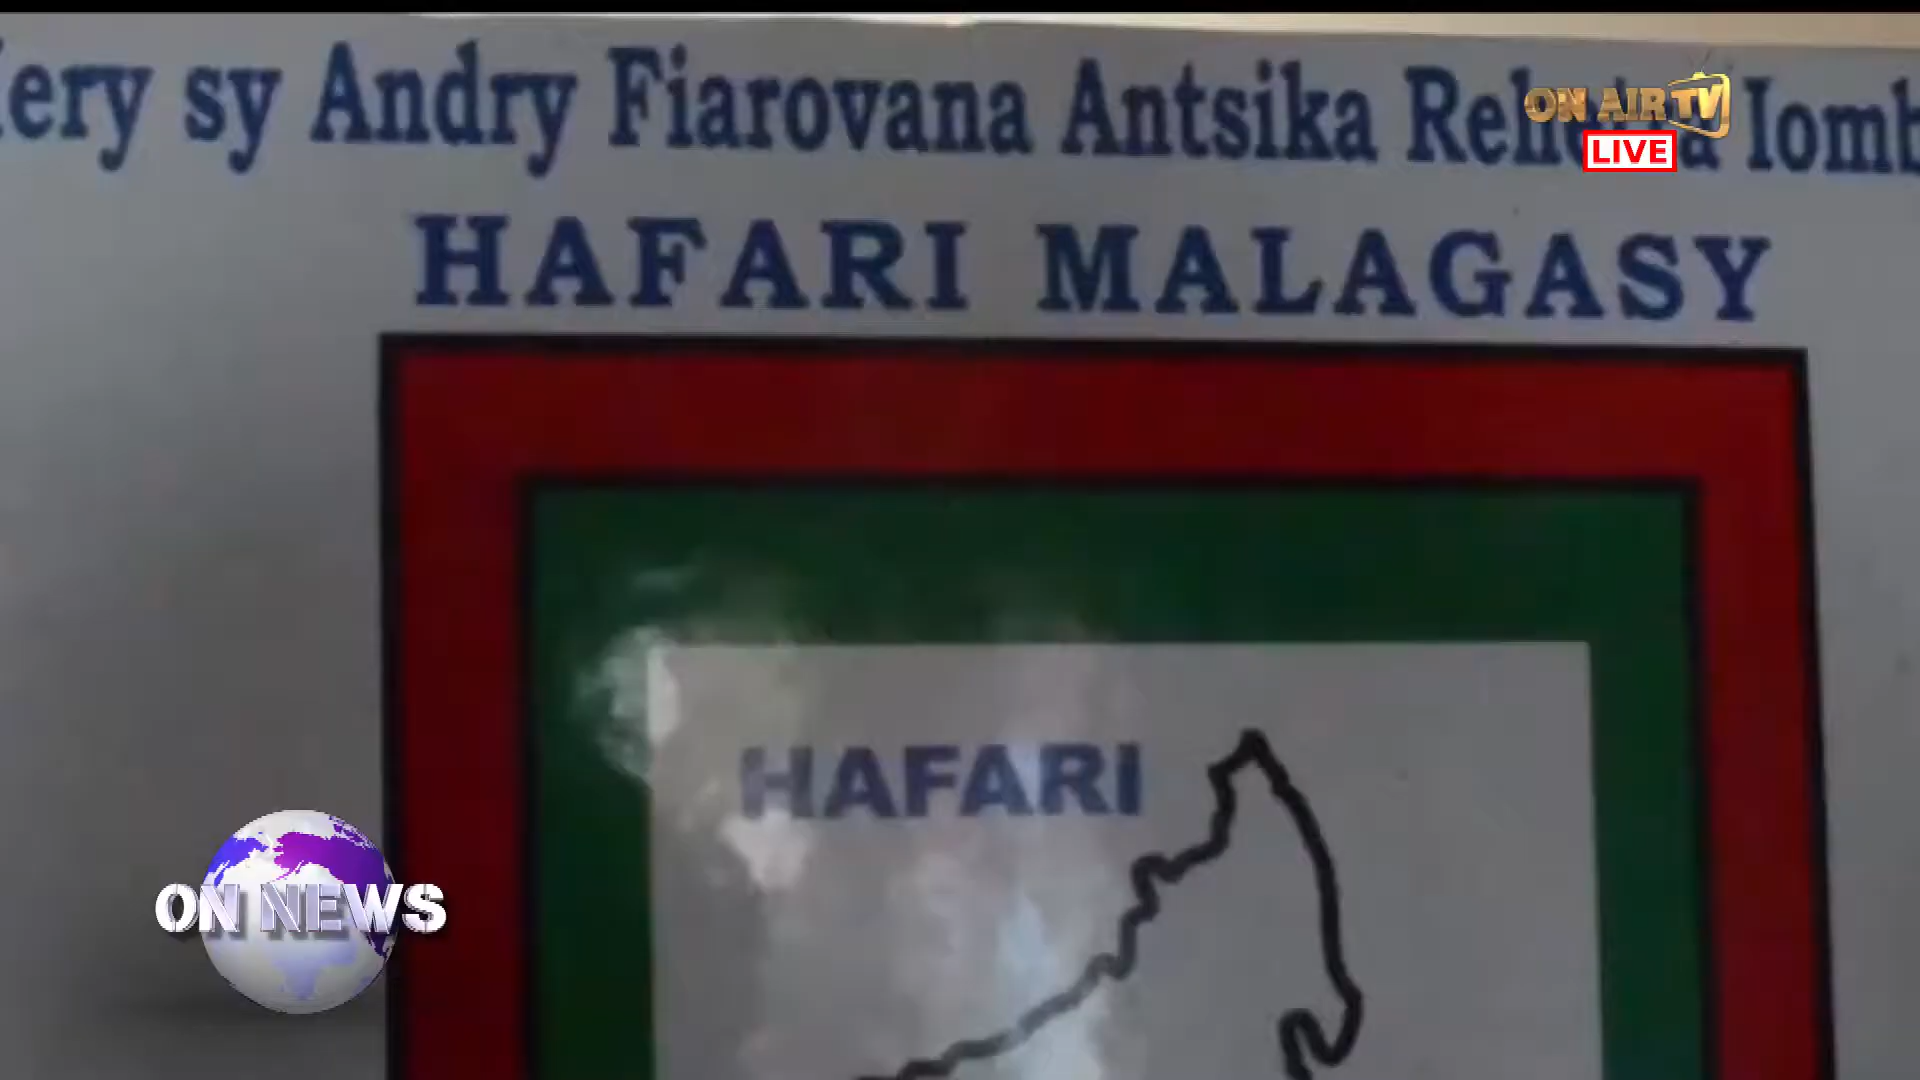 sy Andry Fiarovana Antsika
ON AIR TV
LIVE
HAFARI MALAGASY
HAFARI
ON NEWS